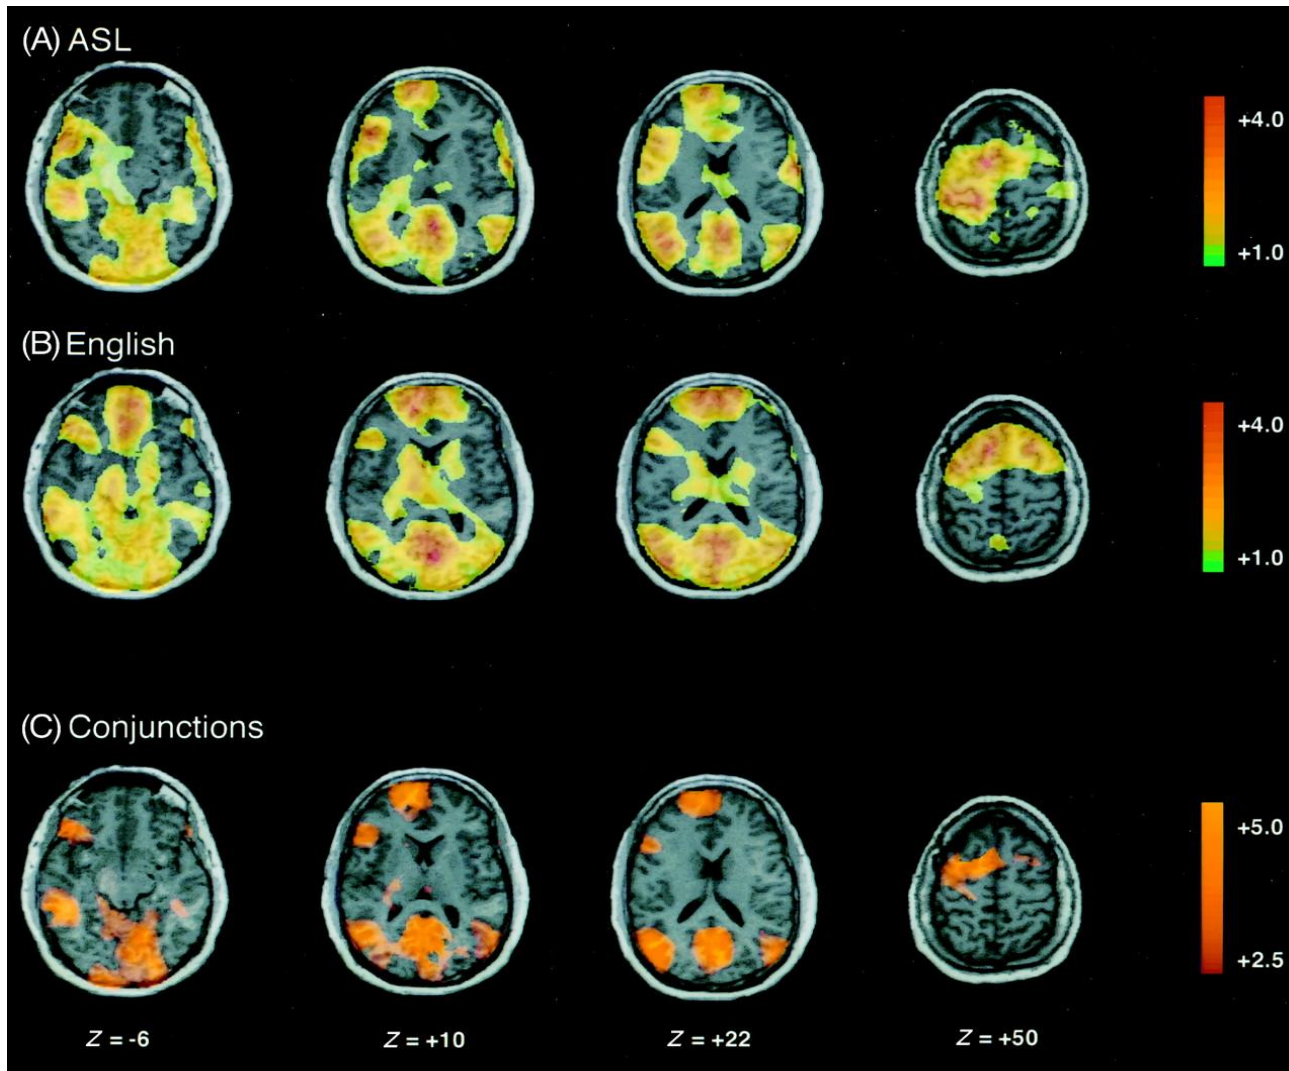 (A) ASL
+4.0
+1.0
(B) English
+4.0
+1.0
(C) Conjunctions
+5.0
+2.5
Z = -6
Z = +10
Z = +22
Z = +50